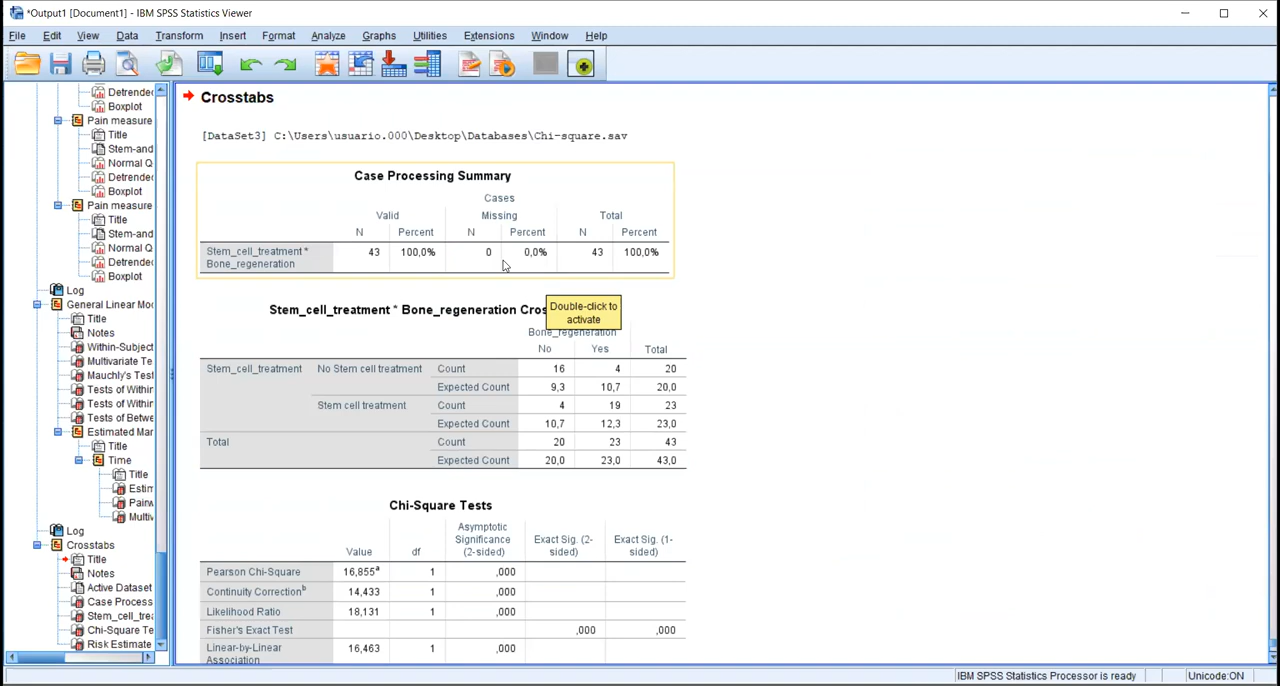 *Output1 [Document1] - IBM SPSS Statistics Viewer
File Edit View Data Transform Insert Format Analyze Graphs Utilities Extensions Window Help
Detrende
Boxplot
Pain measure
Title
Stem-and
Normal Q
Detrende
Boxplot
Pain measure
Title
Stem-and
Normal Q
Detrende
Boxplot
Log
General Linear Mod
Title
Notes
Within-Subject
Multivariate Te
Mauchly's Test
Tests of Within
Tests of Within
Tests of Betwe
Estimated Mar
Title
Time
Title
Estim
Pairw
Multiv
Log
Crosstabs
Title
Notes
Active Dataset
Case Process
Stem_cell_trea
Chi-Square Te
Risk Estimate
Crosstabs
[DataSet3] C:\Users\usuario.000\Desktop\Databases\Chi-square.sav
Case Processing Summary
Cases
Valid Missing Total
N Percent N Percent N Percent
Stem_cell_treatment * Bone_regeneration 43 100,0% 0 0,0% 43 100,0%
Stem_cell_treatment * Bone_regeneration Cros
Double-click to
activate
Bone_regeneration
No Yes Total
Stem_cell_treatment No Stem cell treatment Count 16 4 20
Expected Count 9,3 10,7 20,0
Stem cell treatment Count 4 19 23
Expected Count 10,7 12,3 23,0
Total Count 20 23 43
Expected Count 20,0 23,0 43,0
Chi-Square Tests
Value df Asymptotic Significance (2-sided) Exact Sig. (2-sided) Exact Sig. (1-sided)
Pearson Chi-Square 16,855a 1 ,000
Continuity Correctionb 14,433 1 ,000
Likelihood Ratio 18,131 1 ,000
Fisher's Exact Test ,000 ,000
Linear-by-Linear Association 16,463 1 ,000
IBM SPSS Statistics Processor is ready Unicode:ON